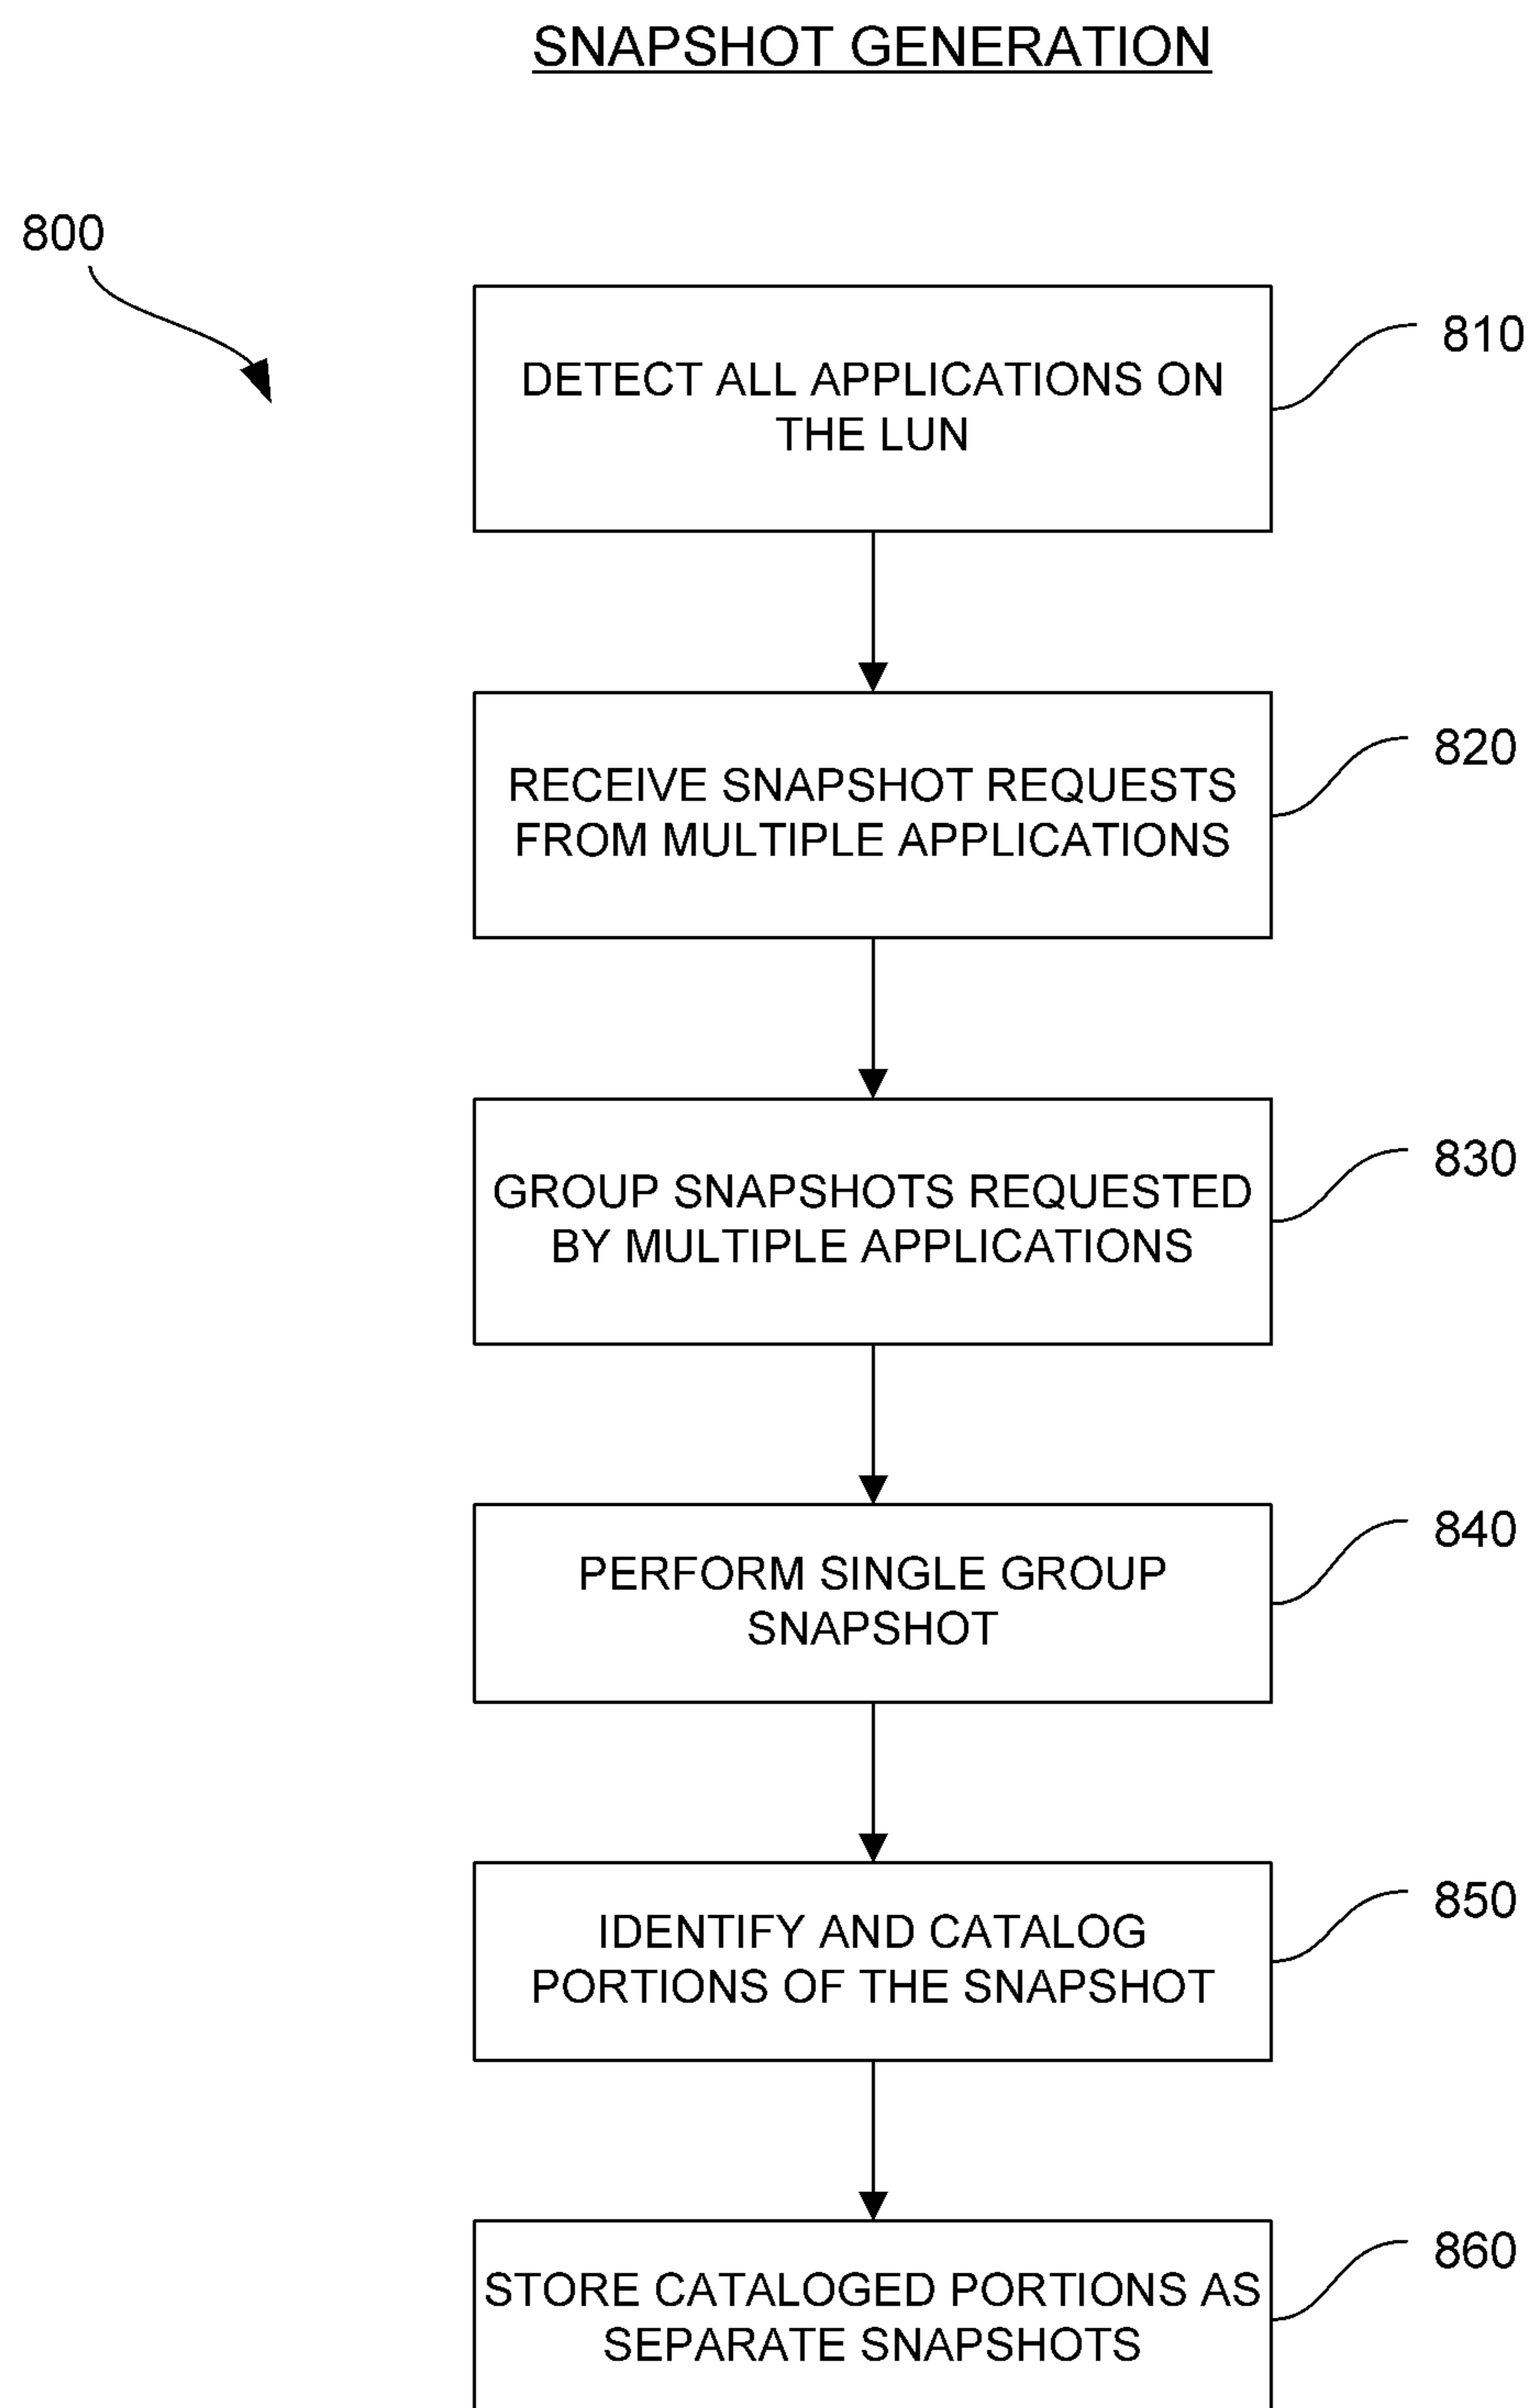 SNAPSHOT GENERATION
800
DETECT ALL APPLICATIONS ON
THE LUN
810
RECEIVE SNAPSHOT REQUESTS
FROM MULTIPLE APPLICATIONS
820
GROUP SNAPSHOTS REQUESTED
BY MULTIPLE APPLICATIONS
830
PERFORM SINGLE GROUP
SNAPSHOT
840
IDENTIFY AND CATALOG
PORTIONS OF THE SNAPSHOT
850
STORE CATALOGED PORTIONS AS
SEPARATE SNAPSHOTS
860